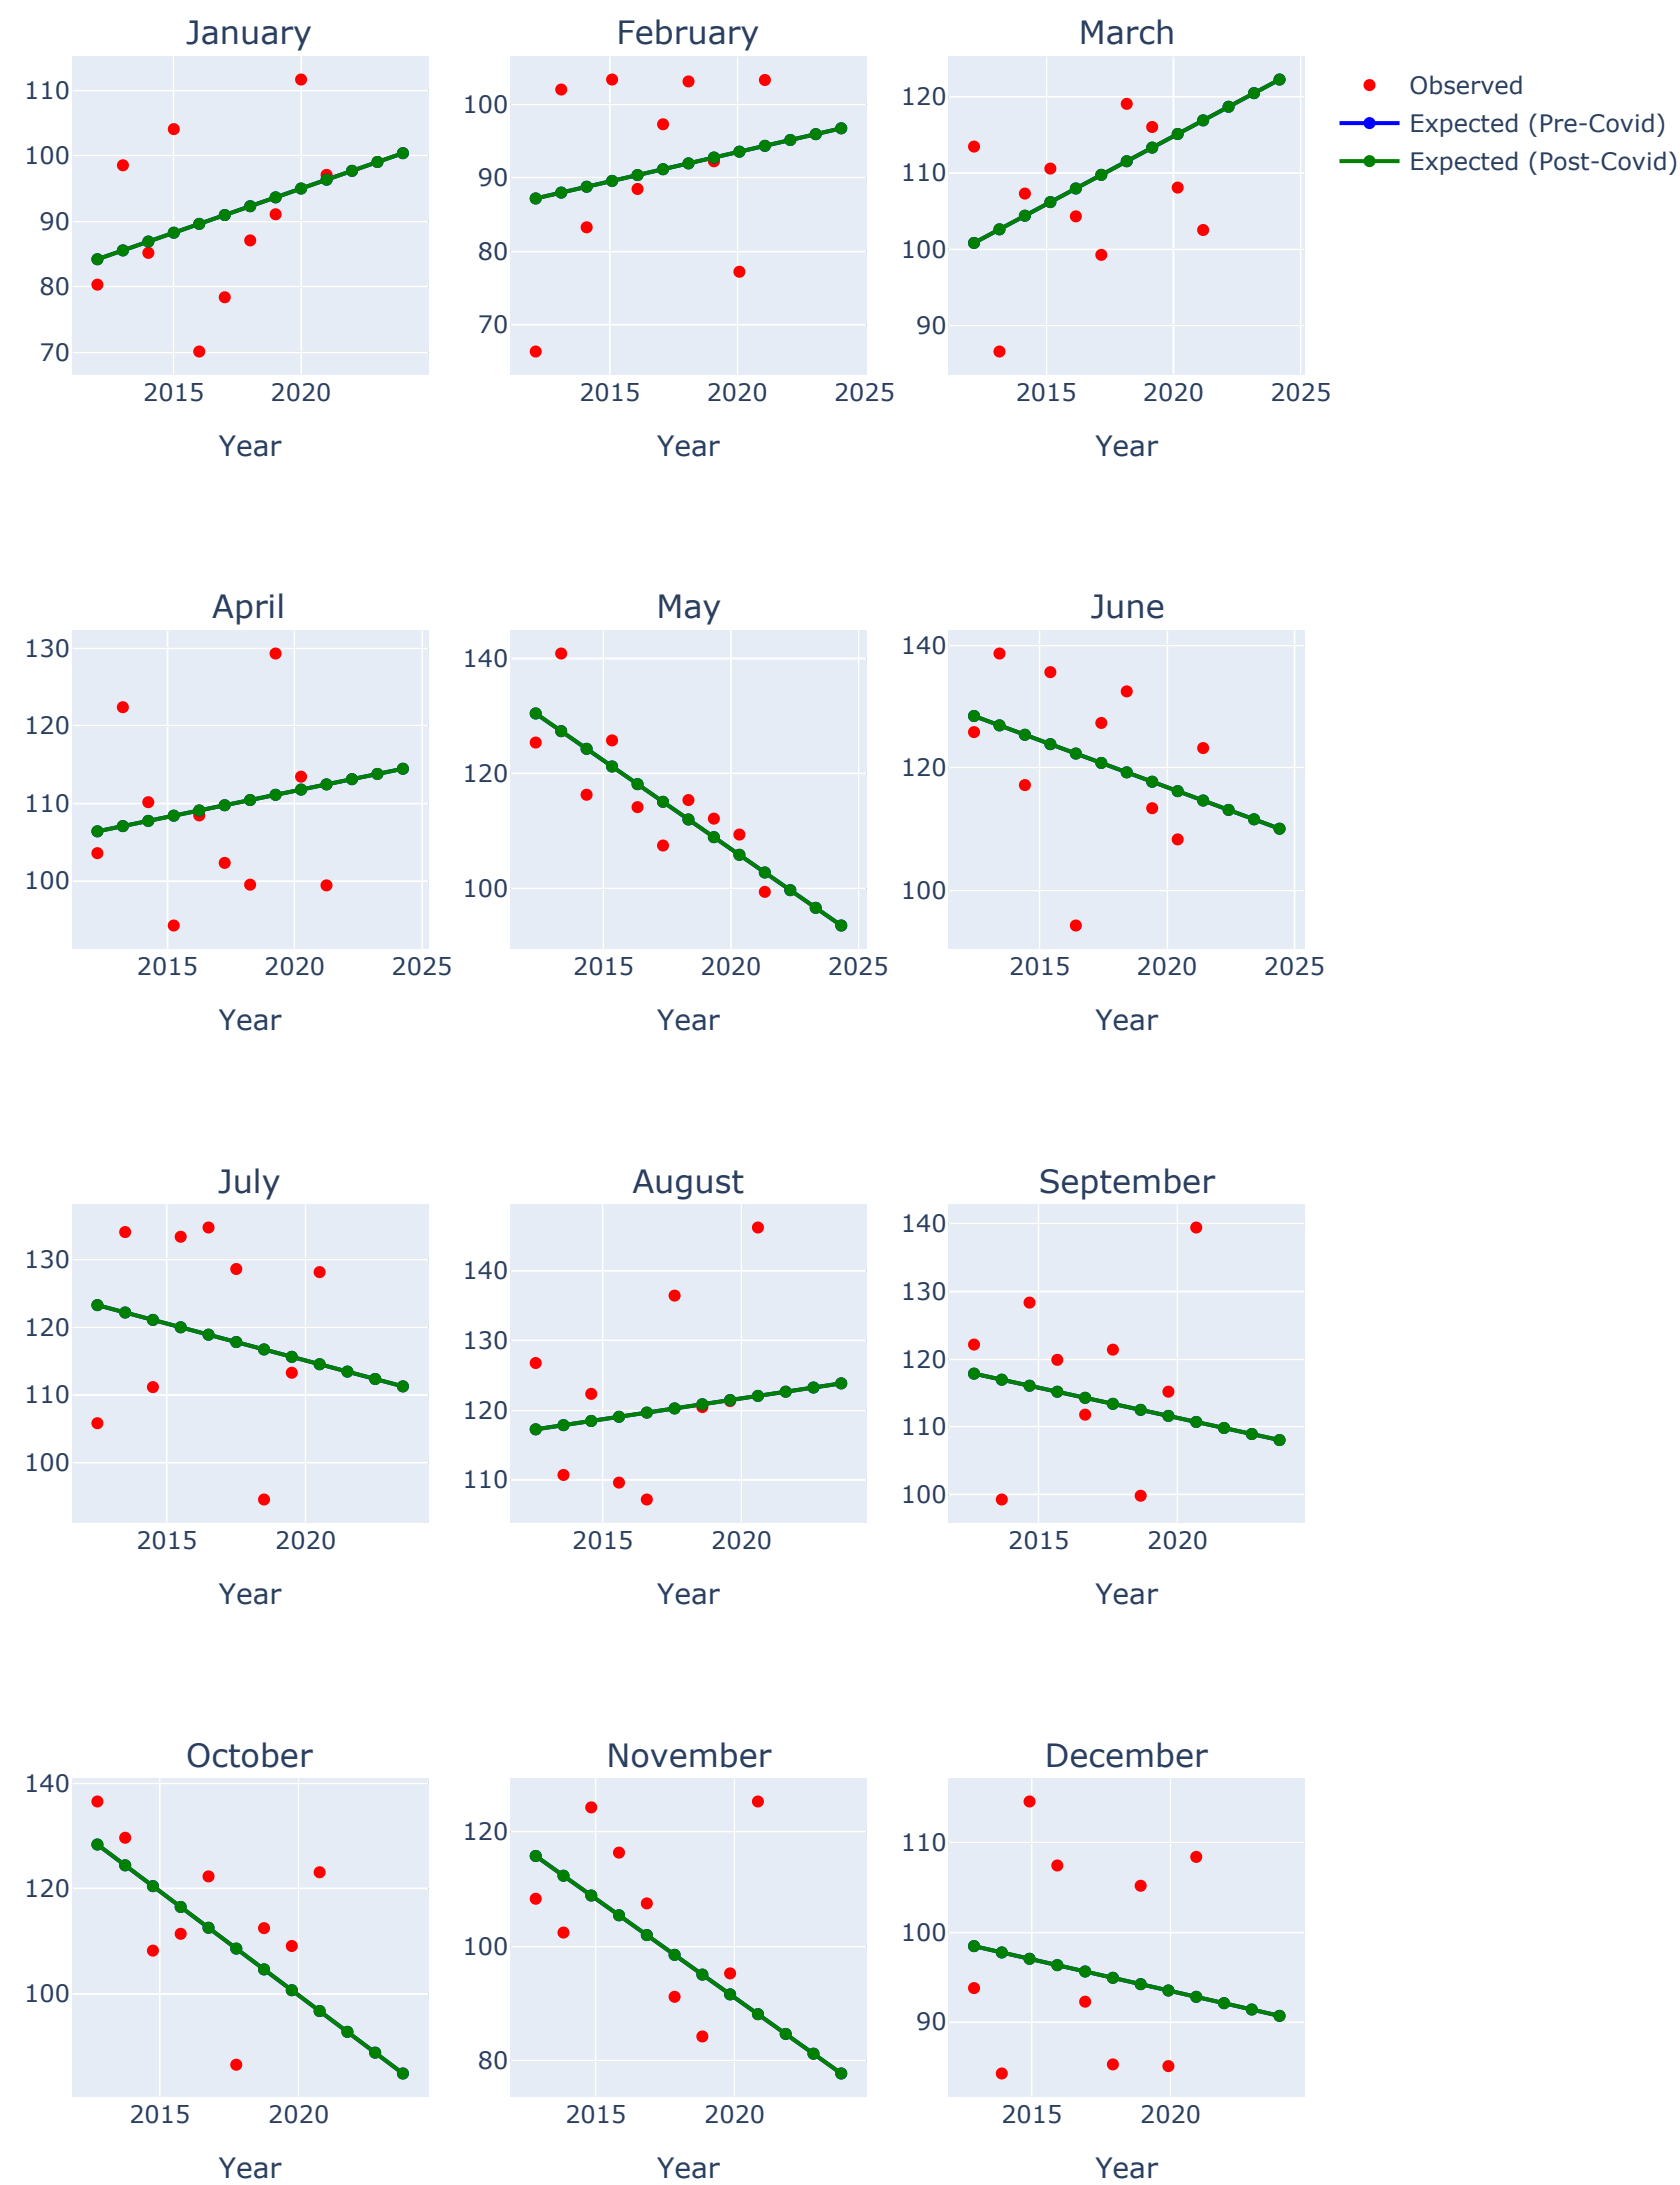 January
February
March
110
100
90
80
70
2015
2020
Year
100
90
80
70
2015
2020
2025
Year
120
110
100
90
2015
2020
2025
Year
Observed
Expected (Pre-Covid)
Expected (Post-Covid)
April
May
June
130
120
110
100
2015
2020
2025
Year
140
120
100
2015
2020
2025
Year
140
120
100
2015
2020
2025
Year
July
August
September
130
120
110
100
2015
2020
Year
140
130
120
110
2015
2020
Year
140
130
120
110
100
2015
2020
Year
October
November
December
140
120
100
2015
2020
Year
120
100
80
2015
2020
Year
110
100
90
2015
2020
Year